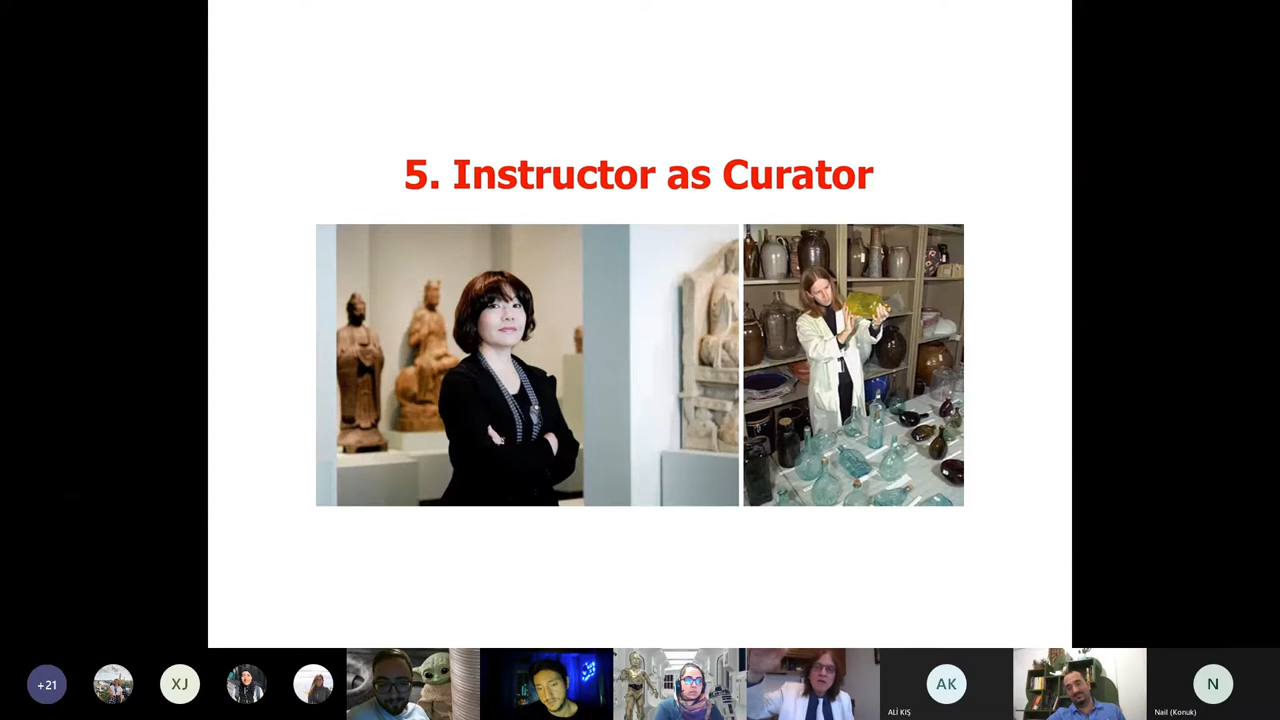 5. Instructor as Curator
+21
XJ
AK
ALİ KIŞ
N
Nail (Konuk)